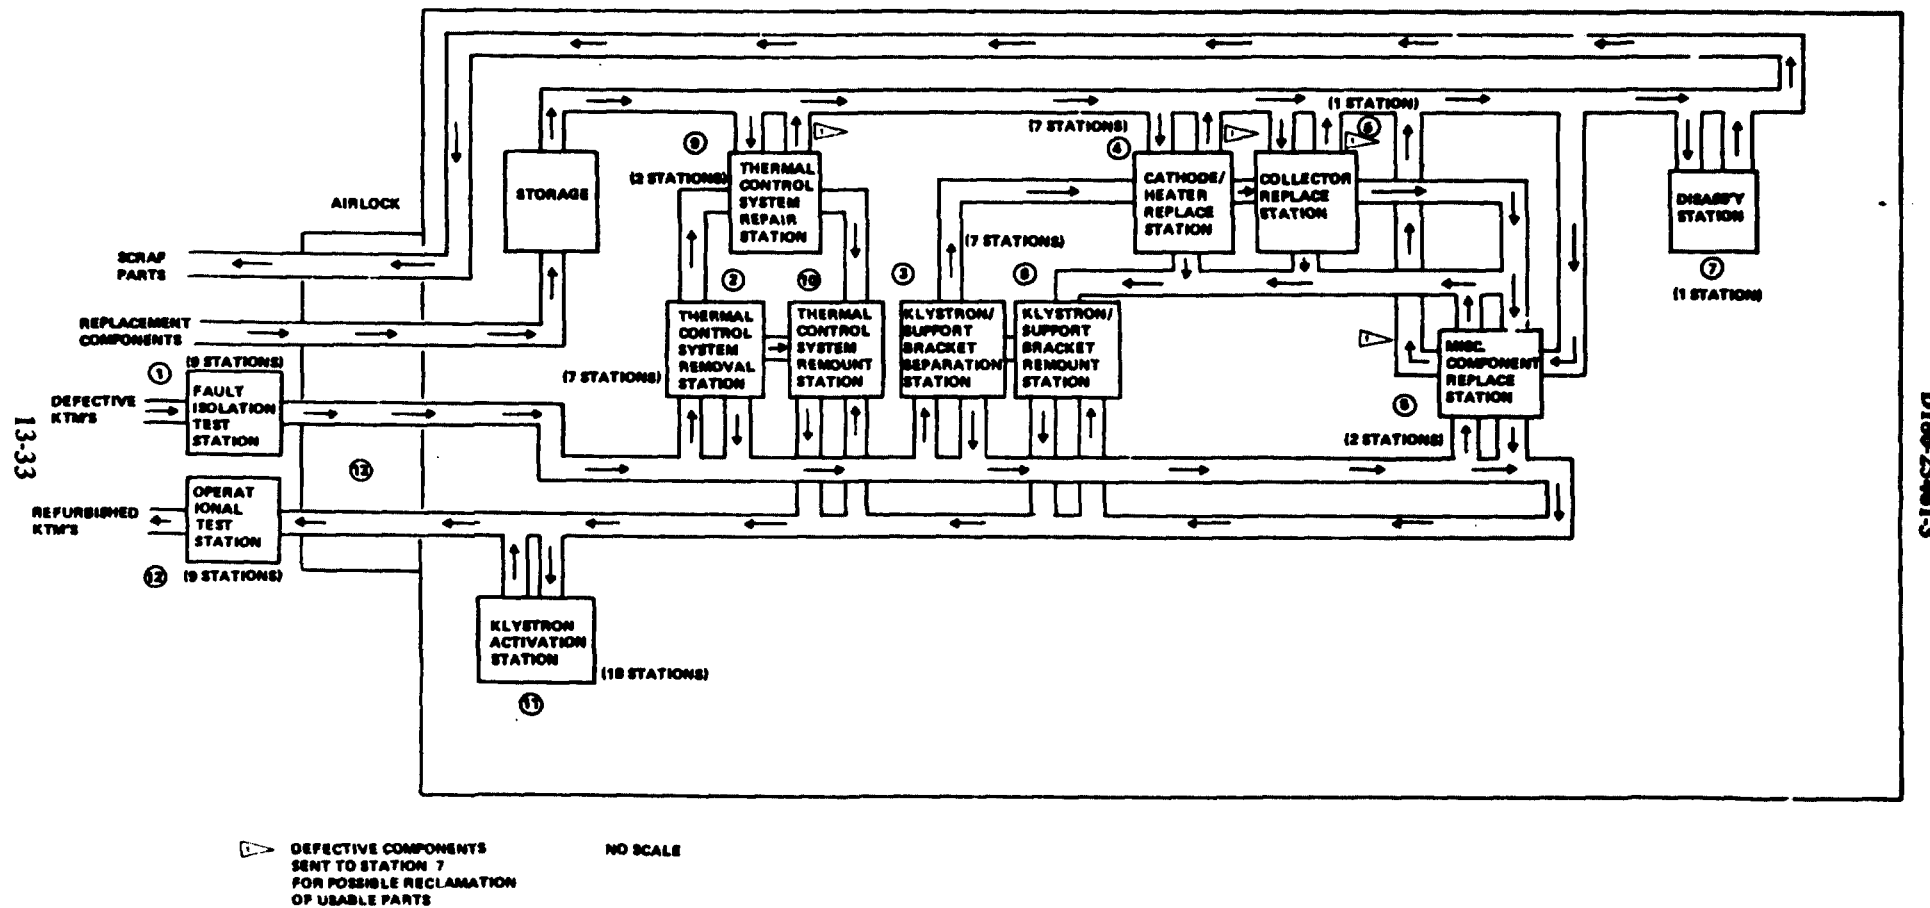 (1 STATION)
(7 STATIONS)
5
9
4
THERMAL
CONTROL
SYSTEM
REPAIR
STATION
(2 STATIONS)
CATHODE/
HEATER
REPLACE
STATION
COLLECTOR
REPLACE
STATION
STORAGE
DISASS'Y
STATION
AIRLOCK
SCRAP
PARTS
(7 STATIONS)
7
(1 STATION)
2
10
3
8
REPLACEMENT
COMPONENTS
THERMAL
CONTROL
SYSTEM
REMOVAL
STATION
THERMAL
CONTROL
SYSTEM
REMOUNT
STATION
KLYSTRON/
SUPPORT
BRACKET
SEPARATION
STATION
KLYSTRON/
SUPPORT
BRACKET
REMOUNT
STATION
MISC.
COMPONENT
REPLACE
STATION
(9 STATIONS)
1
(7 STATIONS)
FAULT
ISOLATION
TEST
STATION
DEFECTIVE
KTM'S
(2 STATIONS)
13-33
OPERAT
IONAL
TEST
STATION
REFURBISHED
KTM'S
12
(9 STATIONS)
KLYSTRON
ACTIVATION
STATION
11
1
DEFECTIVE COMPONENTS
SENT TO STATION 7
FOR POSSIBLE RECLAMATION
OF USABLE PARTS
NO SCALE